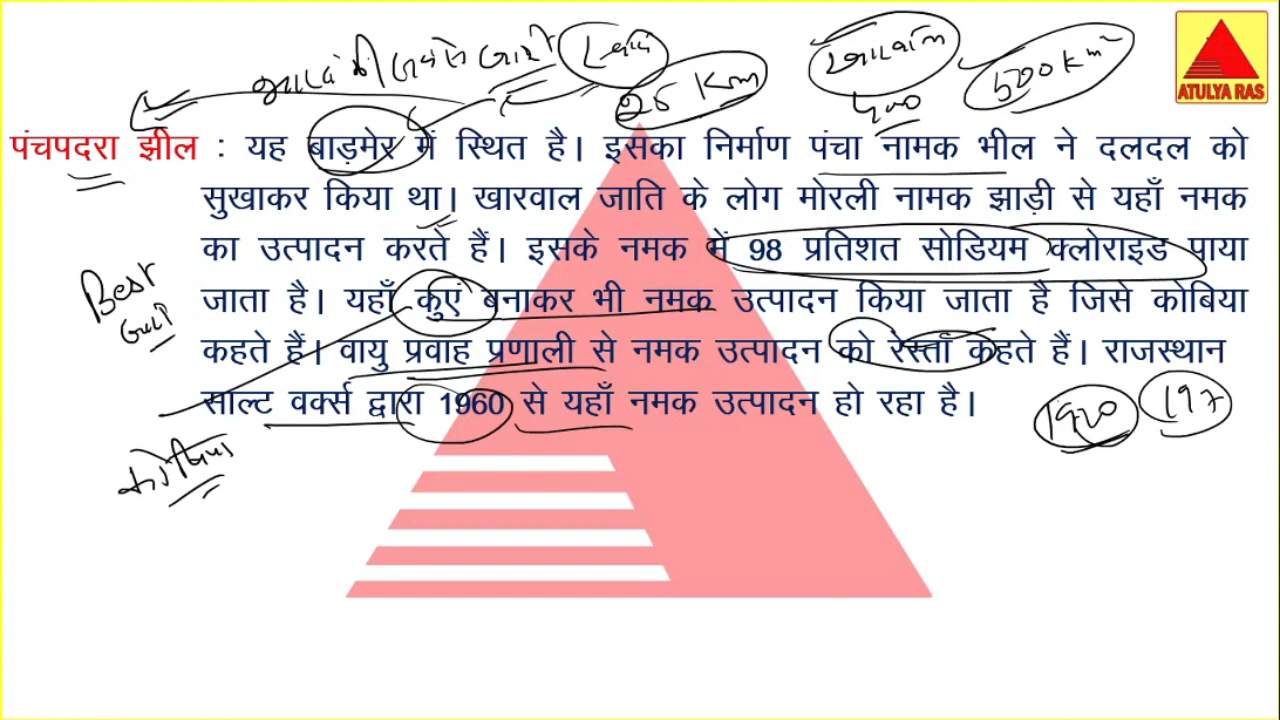 25 Km
500 km²
ATULYA RAS
पंचपदरा झील : यह बाड़मेर में स्थित है। इसका निर्माण पंचा नामक भील ने दलदल को
सुखाकर किया था। खारवाल जाति के लोग मोरली नामक झाड़ी से यहाँ नमक
का उत्पादन करते हैं। इसके नमक में 98 प्रतिशत सोडियम क्लोराइड पाया
Best
जाता है। यहाँ कुएं बनाकर भी नमक उत्पादन किया जाता है जिसे कोबिया
कहते हैं। वायु प्रवाह प्रणाली से नमक उत्पादन को रेस्ता कहते हैं। राजस्थान
साल्ट वर्क्स द्वारा 1960 से यहाँ नमक उत्पादन हो रहा है।